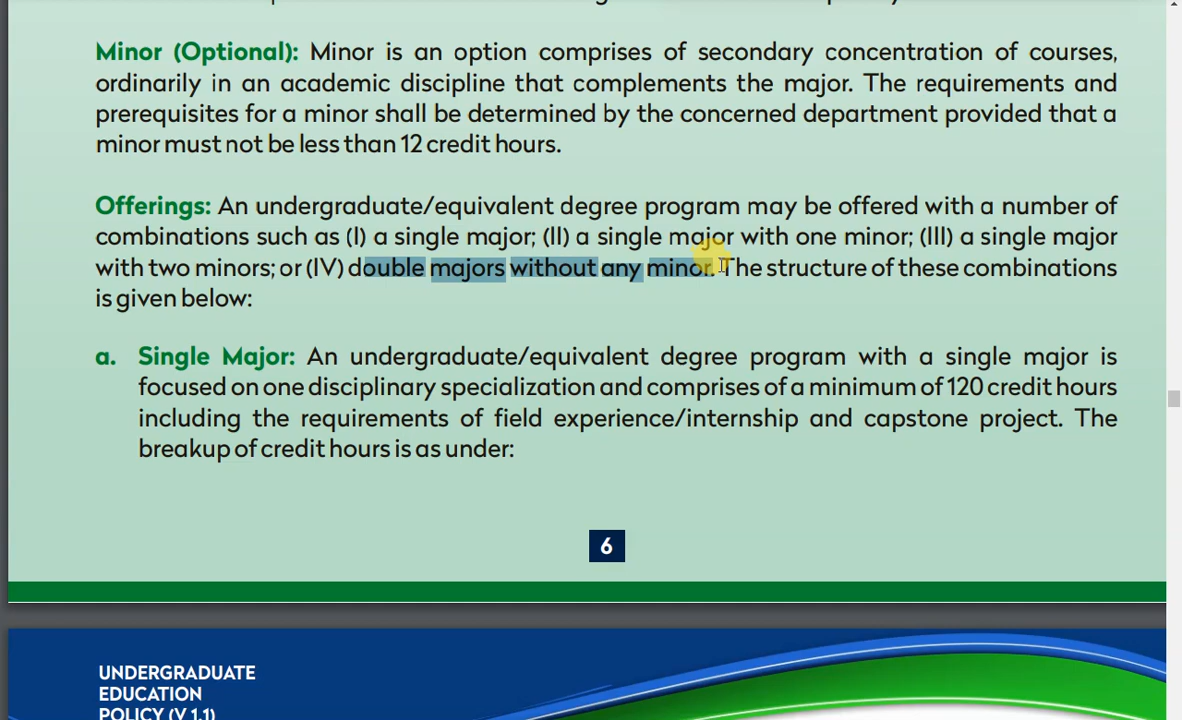 Minor (Optional): Minor is an option comprises of secondary concentration of courses,
ordinarily in an academic discipline that complements the major. The requirements and
prerequisites for a minor shall be determined by the concerned department provided that a
minor must not be less than 12 credit hours.
Offerings: An undergraduate/equivalent degree program may be offered with a number of
combinations such as (I) a single major; (II) a single major with one minor; (III) a single major
with two minors; or (IV) double majors without any minor. The structure of these combinations
is given below:
a. Single Major: An undergraduate/equivalent degree program with a single major is
focused on one disciplinary specialization and comprises of a minimum of 120 credit hours
including the requirements of field experience/internship and capstone project. The
breakup of credit hours is as under:
6
UNDERGRADUATE
EDUCATION
POLICY (V 1.1)